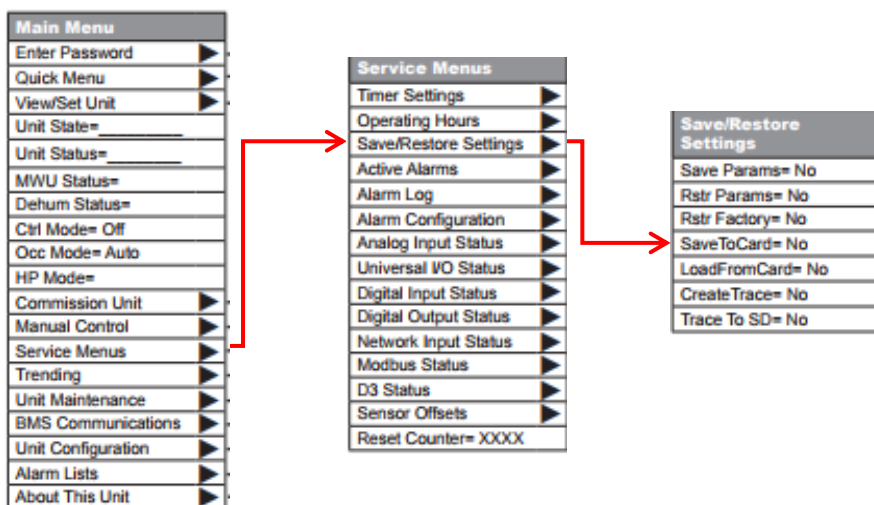 Main Menu
Enter Password
Quick Menu
View/Set Unit
Unit State=_________
Unit Status=________
MWU Status=
Dehum Status=
Ctrl Mode= Off
Occ Mode= Auto
HP Mode=
Commission Unit
Manual Control
Service Menus
Trending
Unit Maintenance
BMS Communications
Unit Configuration
Alarm Lists
About This Unit
Service Menus
Timer Settings
Operating Hours
Save/Restore Settings
Active Alarms
Alarm Log
Alarm Configuration
Analog Input Status
Universal I/O Status
Digital Input Status
Digital Output Status
Network Input Status
Modbus Status
D3 Status
Sensor Offsets
Reset Counter= XXXX
Save/Restore
Settings
Save Params= No
Rstr Params= No
Rstr Factory= No
SaveToCard= No
LoadFromCard= No
CreateTrace= No
Trace To SD= No